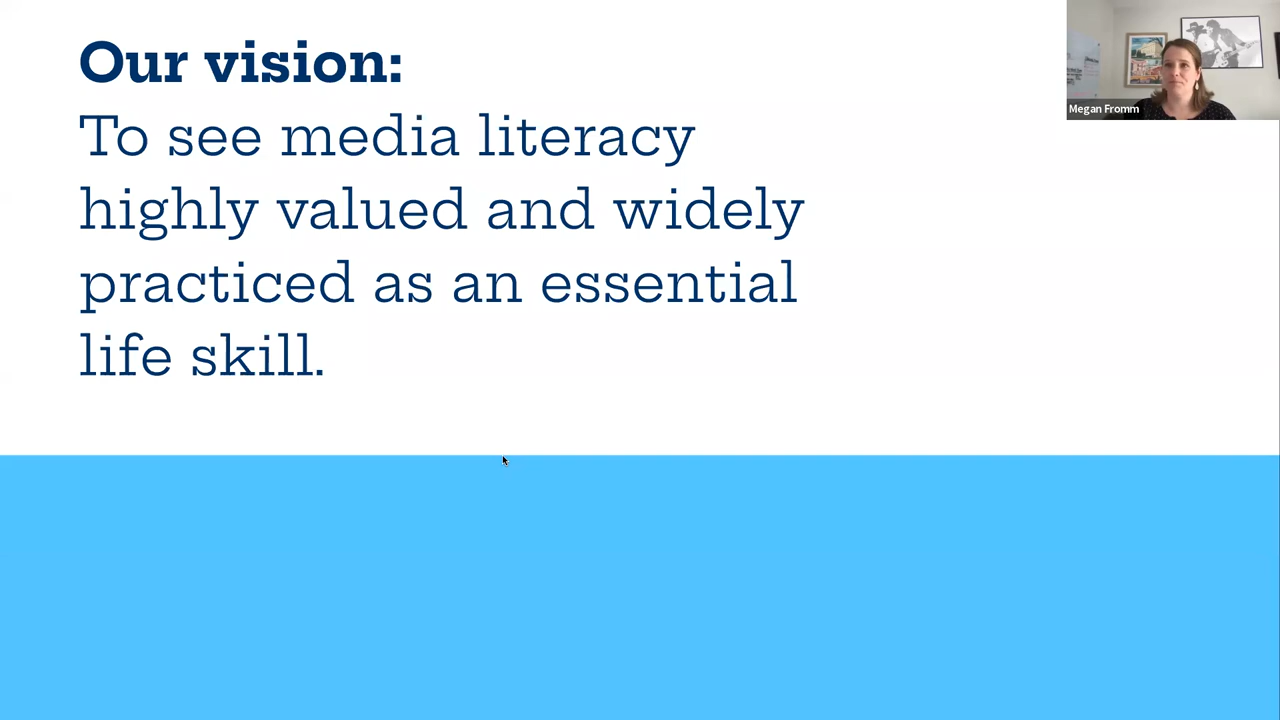 Our vision:
To see media literacy
highly valued and widely
practiced as an essential
life skill.
Megan Fromm